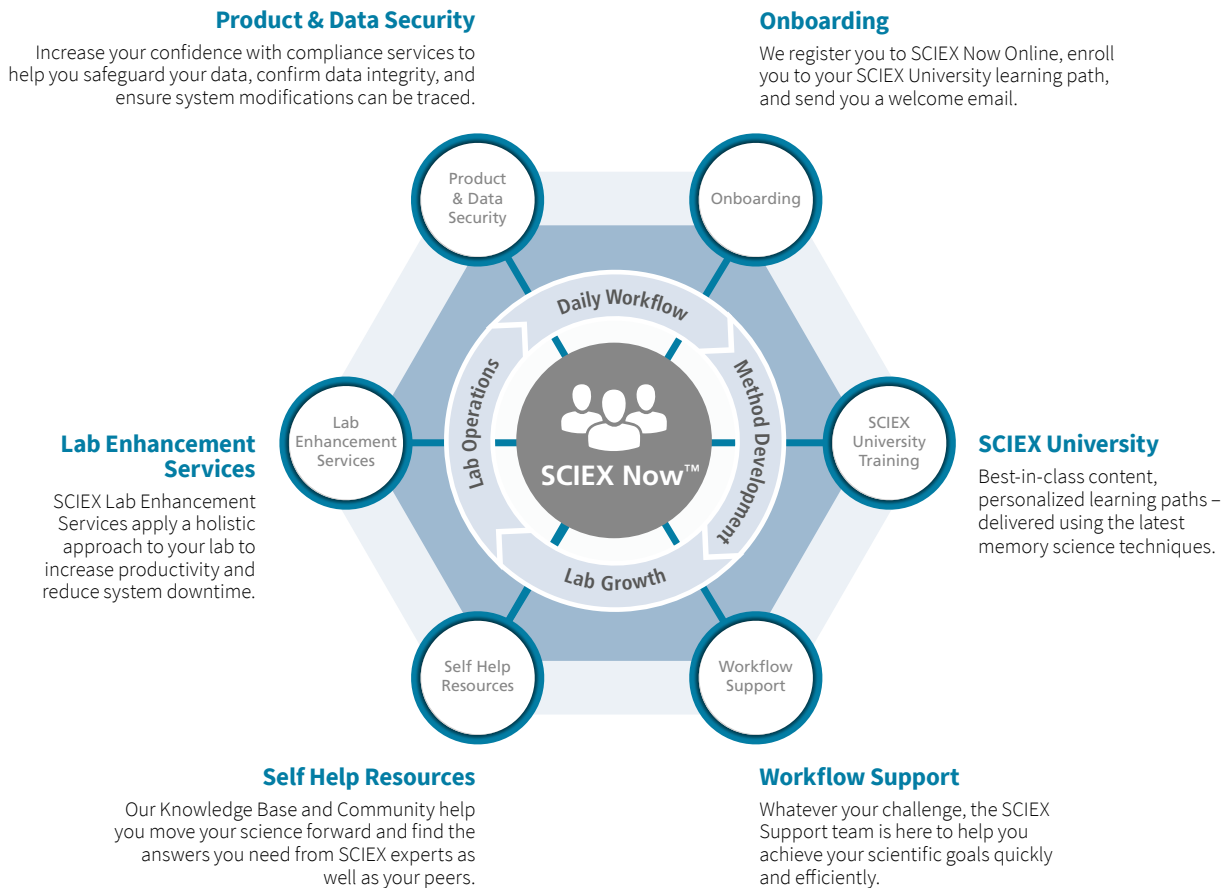 Product & Data Security
Increase your confidence with compliance services to
help you safeguard your data, confirm data integrity, and
ensure system modifications can be traced.
Onboarding
We register you to SCIEX Now Online, enroll
you to your SCIEX University learning path,
and send you a welcome email.
Product
& Data
Security
Onboarding
Daily Workflow
Method Development
Lab Growth
Lab Operations
SCIEX Now™
Lab
Enhancement
Services
SCIEX
University
Training
Lab Enhancement
Services
SCIEX Lab Enhancement
Services apply a holistic
approach to your lab to
increase productivity and
reduce system downtime.
SCIEX University
Best-in-class content,
personalized learning paths –
delivered using the latest
memory science techniques.
Self Help
Resources
Workflow
Support
Self Help Resources
Our Knowledge Base and Community help
you move your science forward and find the
answers you need from SCIEX experts as
well as your peers.
Workflow Support
Whatever your challenge, the SCIEX
Support team is here to help you
achieve your scientific goals quickly
and efficiently.